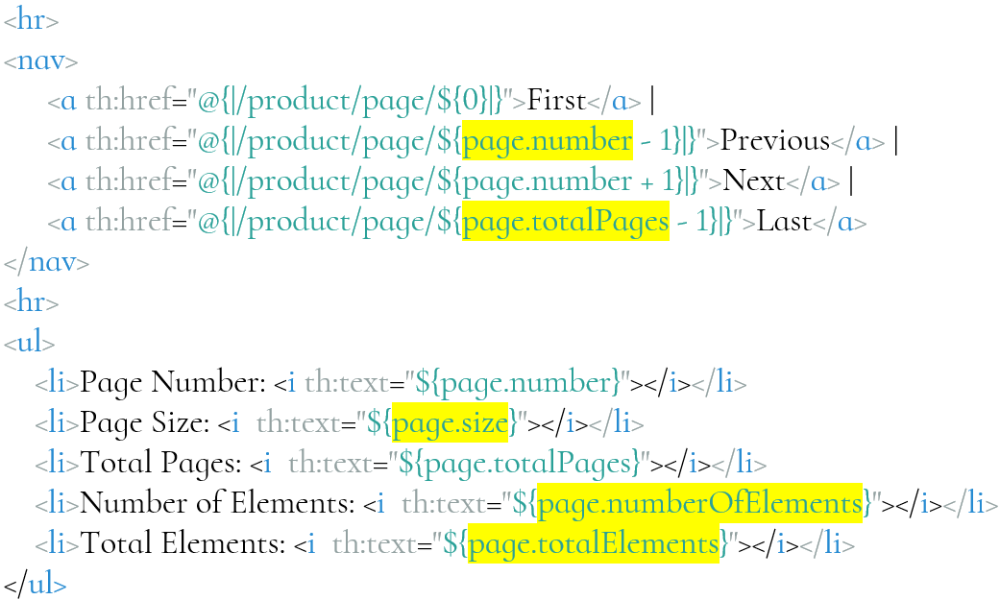 <hr>
<nav>
<a th:href="@{|/product/page/${0}|}">First</a> |
<a th:href="@{|/product/page/${page.number - 1}|}">Previous</a> |
<a th:href="@{|/product/page/${page.number + 1}|}">Next</a> |
<a th:href="@{|/product/page/${page.totalPages - 1}|}">Last</a>
</nav>
<hr>
<ul>
<li>Page Number: <i th:text="${page.number}"></i></li>
<li>Page Size: <i th:text="${page.size}"></i></li>
<li>Total Pages: <i th:text="${page.totalPages}"></i></li>
<li>Number of Elements: <i th:text="${page.numberOfElements}"></i></li>
<li>Total Elements: <i th:text="${page.totalElements}"></i></li>
</ul>